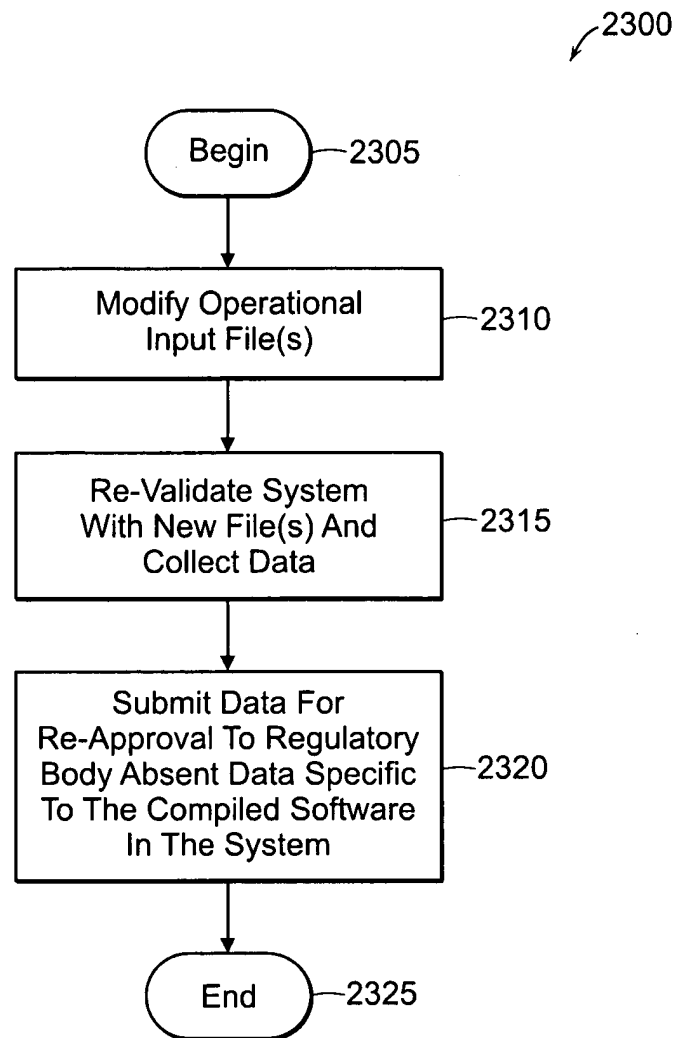 2300
Begin
2305
Modify Operational
Input File(s)
2310
Re-Validate System
With New File(s) And
Collect Data
2315
Submit Data For
Re-Approval To Regulatory
Body Absent Data Specific
To The Compiled Software
In The System
2320
End
2325